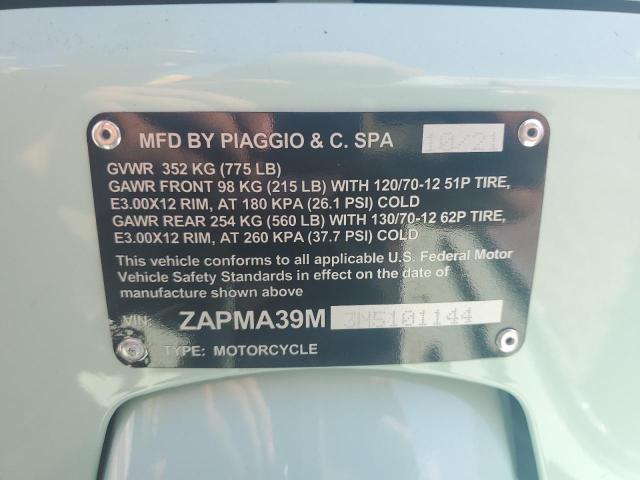 MFD BY PIAGGIO & C. SPA 10/21
GVWR 352 KG (775 LB)
GAWR FRONT 98 KG (215 LB) WITH 120/70-12 51P TIRE,
E3.00X12 RIM, AT 180 KPA (26.1 PSI) COLD
GAWR REAR 254 KG (560 LB) WITH 130/70-12 62P TIRE,
E3.00X12 RIM, AT 260 KPA (37.7 PSI) COLD
This vehicle conforms to all applicable U.S. Federal Motor
Vehicle Safety Standards in effect on the date of
manufacture shown above
VIN: ZAPMA39M 3N5101144
TYPE: MOTORCYCLE